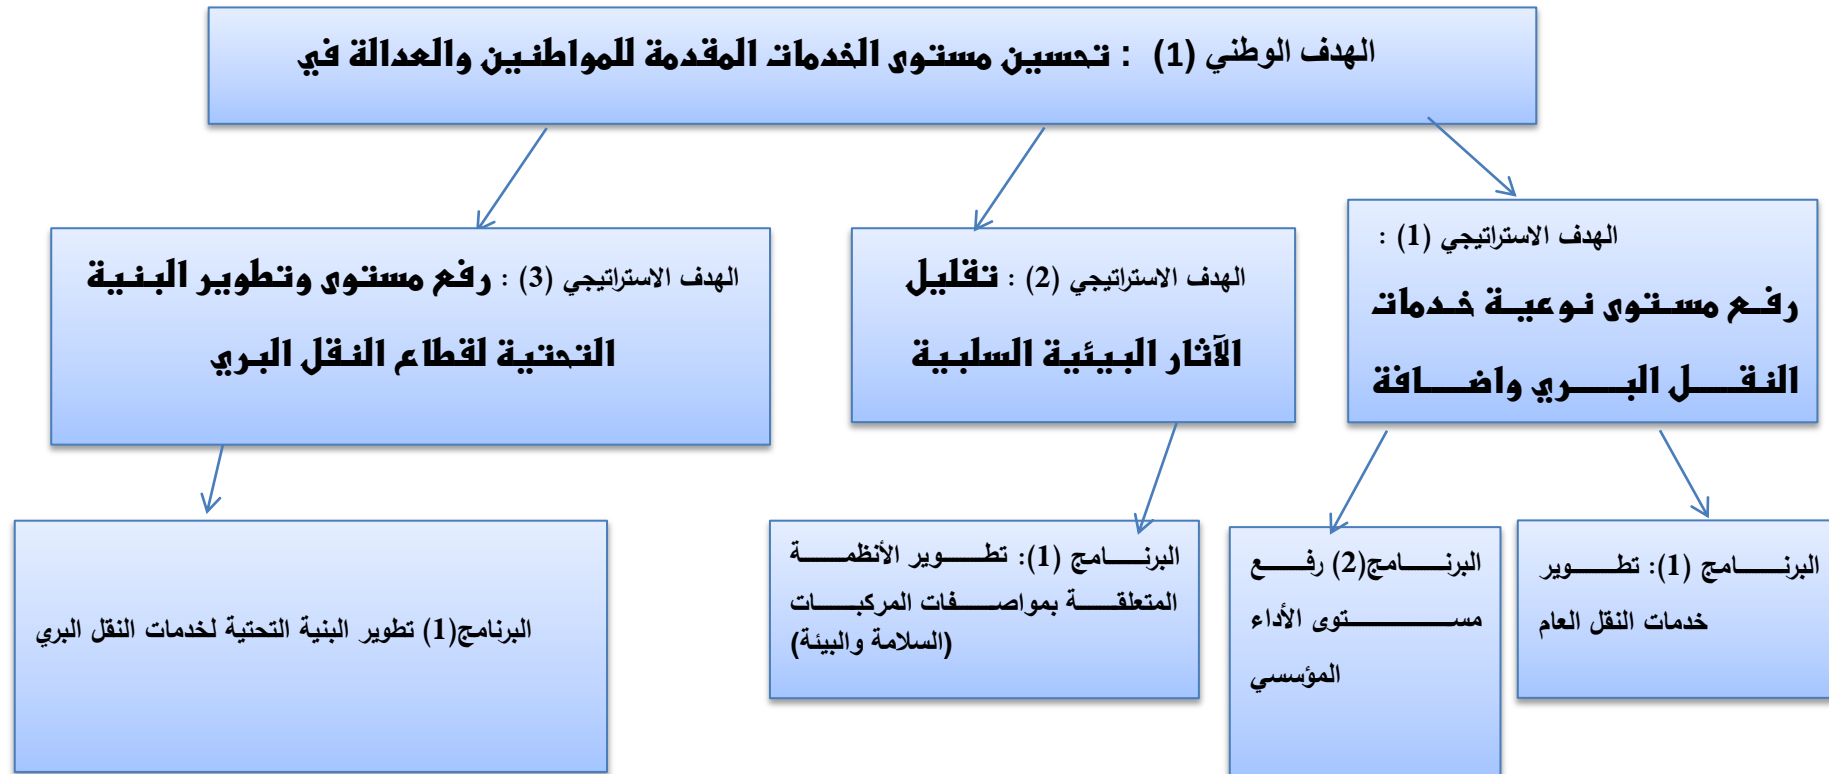 الهدف الوطني (1) : تحسين مستوى الخدمات المقدمة للمواطنين والعدالة في
الهدف الاستراتيجي (1) :
رفع مستوى نوعية خدمات
النقل البري واضافة
الهدف الاستراتيجي (2) : تقليل
الآثار البيئية السلبية
الهدف الاستراتيجي (3) : رفع مستوى وتطوير البنية
التحتية لقطاع النقل البري
البرنامج (1): تطوير
خدمات النقل العام
البرنامج(2) رفع
مستوى الأداء
المؤسسي
البرنامج (1): تطوير الأنظمة
المتعلقة بمواصفات المركبات
(السلامة والبيئة)
البرنامج(1) تطوير البنية التحتية لخدمات النقل البري